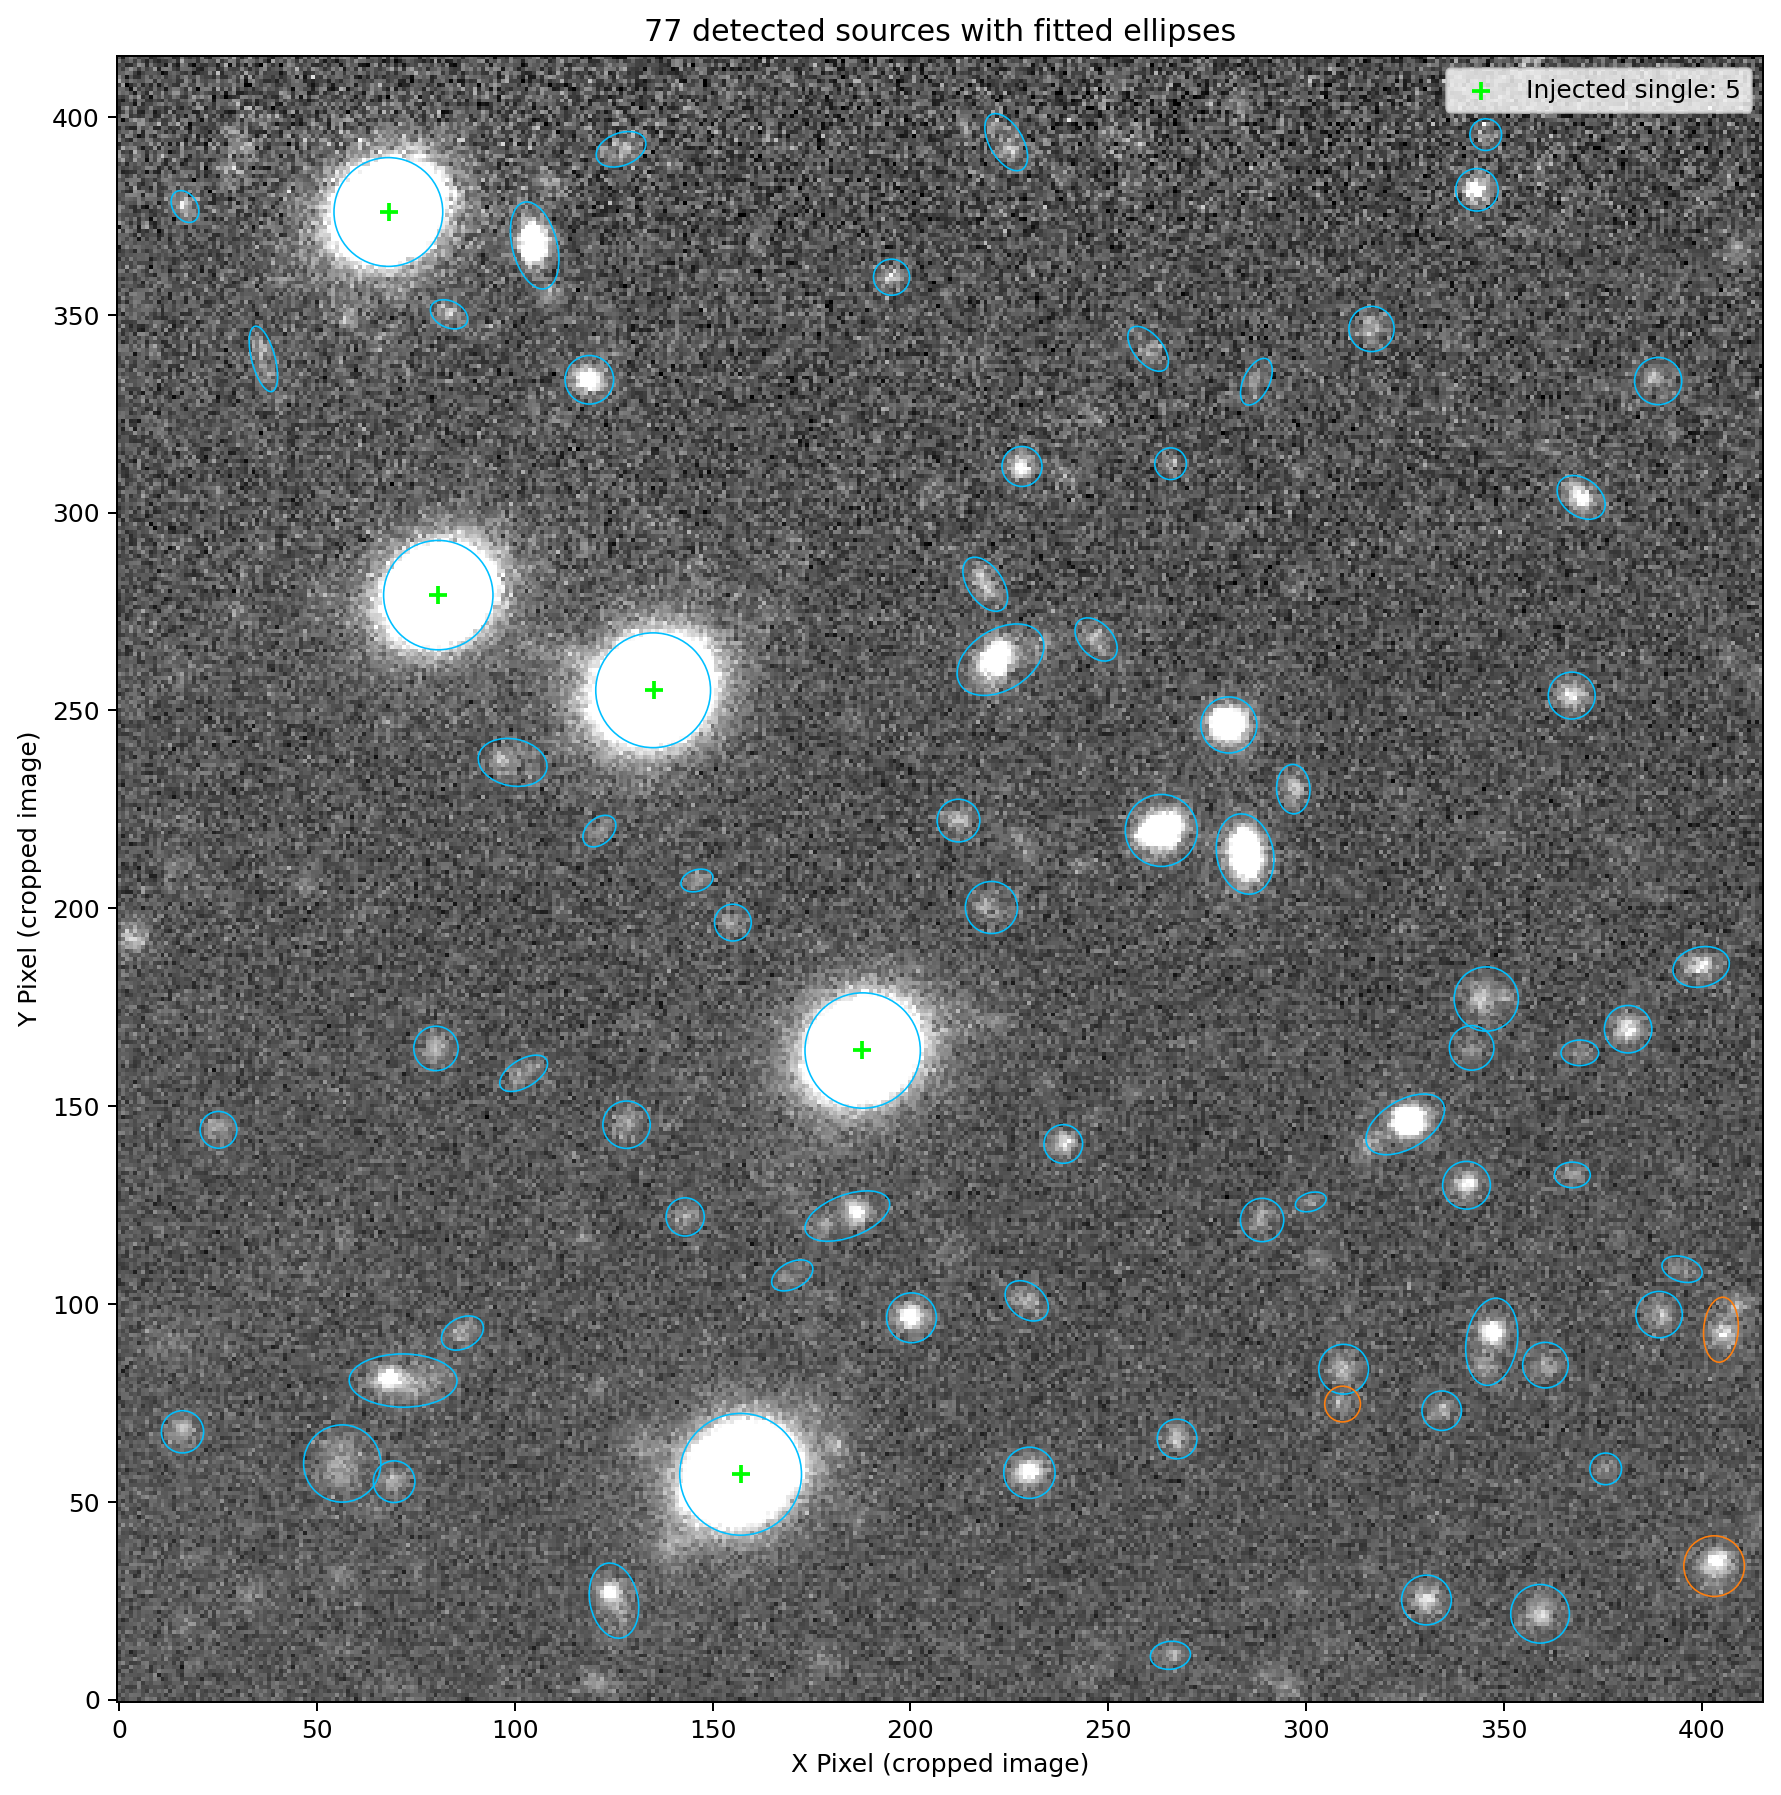 77 detected sources with fitted ellipses
Injected single: 5
Y Pixel (cropped image)
400
350
300
250
200
150
100
50
0
0 50 100 150 200 250 300 350 400
X Pixel (cropped image)